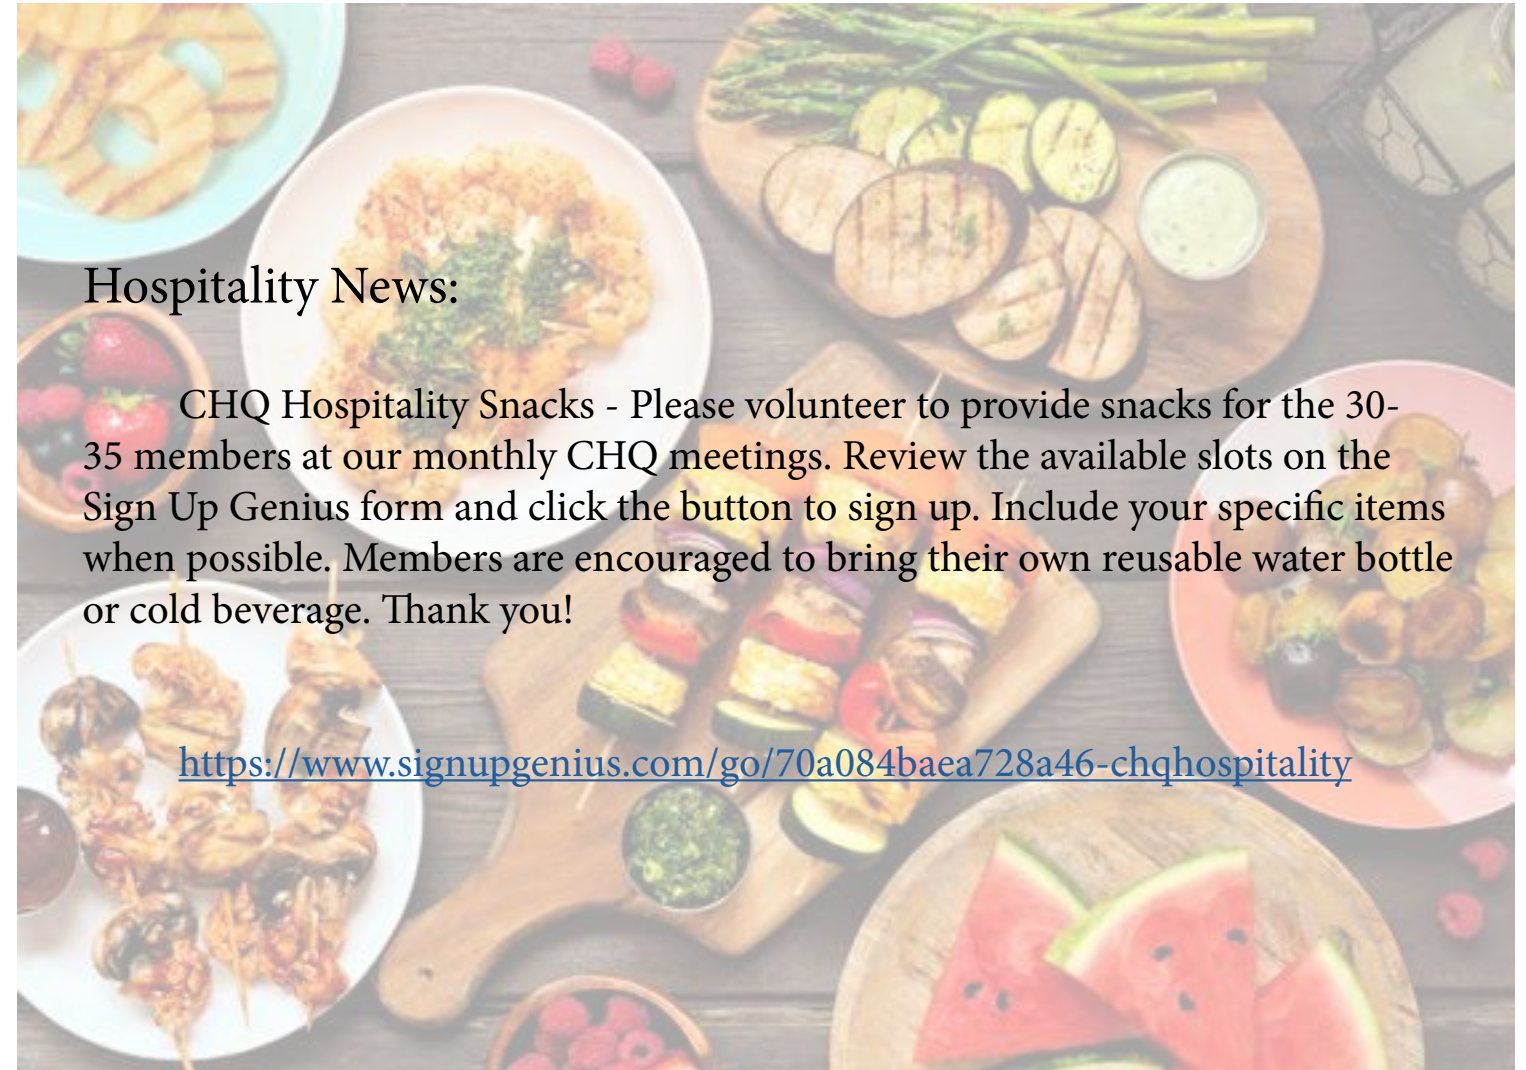 Hospitality News:
CHQ Hospitality Snacks - Please volunteer to provide snacks for the 30-
35 members at our monthly CHQ meetings. Review the available slots on the
Sign Up Genius form and click the button to sign up. Include your specific items
when possible. Members are encouraged to bring their own reusable water bottle
or cold beverage. Thank you!
https://www.signupgenius.com/go/70a084baea728a46-chqhospitality